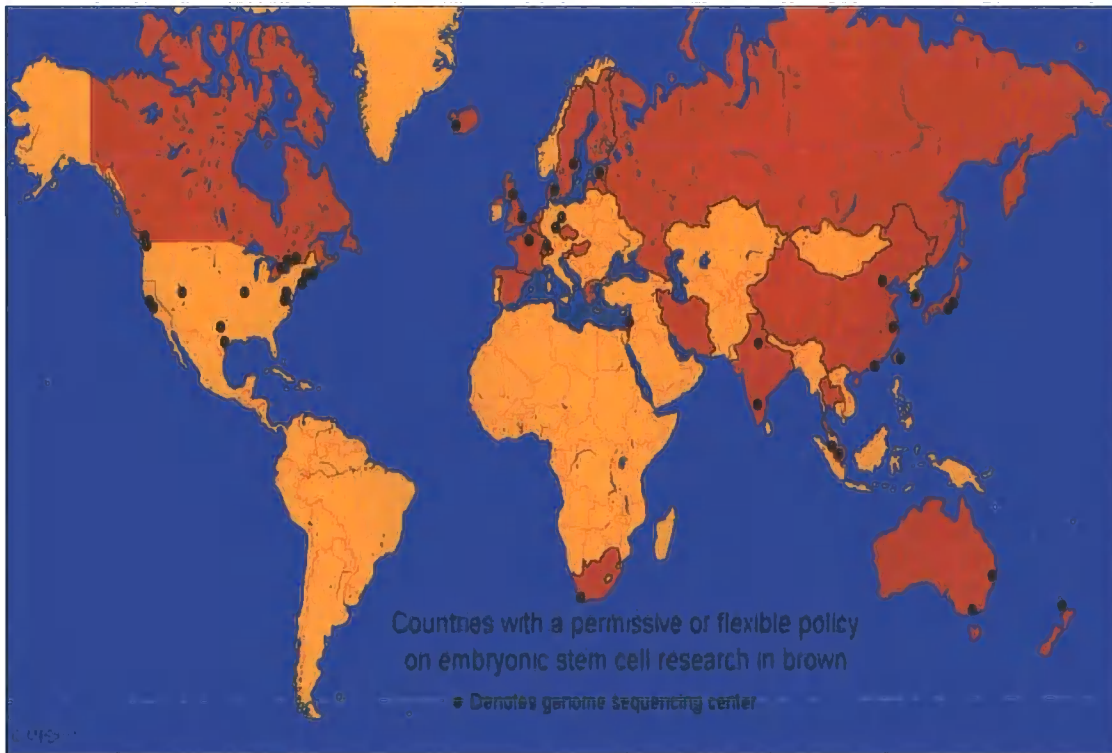 Countries with a permissive or flexible policy
on embryonic stem cell research in brown
● Denotes genome sequencing center